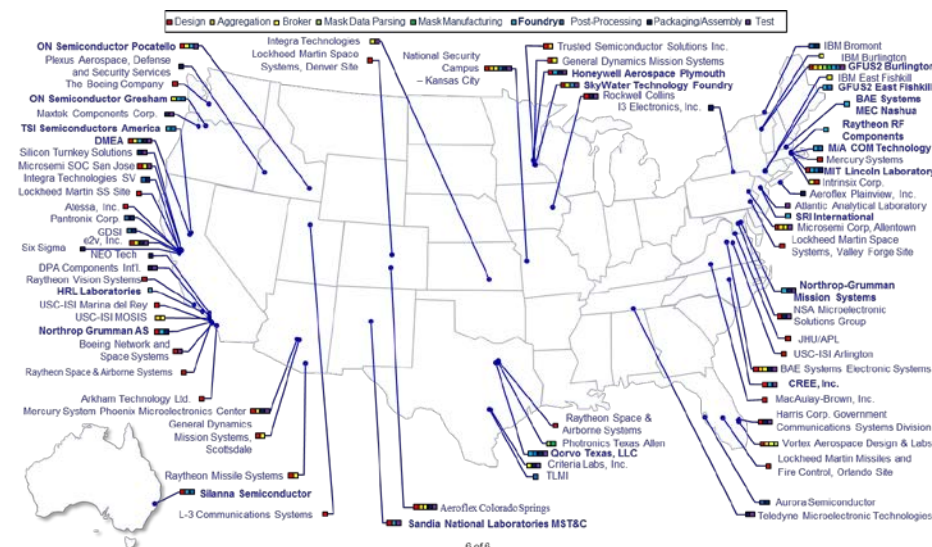 Design Aggregation Broker Mask Data Parsing Mask Manufacturing Foundry Post-Processing Packaging/Assembly Test
ON Semiconductor Pocatello
Plexus Aerospace, Defense
and Security Services
The Boeing Company
ON Semiconductor Gresham
Maxtok Components Corp.
TSI Semiconductors America
DMEA
Silicon Turnkey Solutions
Microsemi SOC San Jose
Integra Technologies SV
Lockheed Martin SS Site
Alessa, Inc.
Pantronix Corp.
GDSI
e2v, Inc.
Six Sigma
NEO Tech
DPA Components Int'l.
Raytheon Vision Systems
HRL Laboratories
USC-ISI Marina del Rey
USC-ISI MOSIS
Northrop Grumman AS
Boeing Network and
Space Systems
Raytheon Space & Airborne Systems
Arkham Technology Ltd.
Mercury System Phoenix Microelectronics Center
General Dynamics
Mission Systems,
Scottsdale
Raytheon Missile Systems
Silanna Semiconductor
L-3 Communications Systems
Integra Technologies
Lockheed Martin Space
Systems, Denver Site
National Security
Campus
– Kansas City
Trusted Semiconductor Solutions Inc.
General Dynamics Mission Systems
Honeywell Aerospace Plymouth
SkyWater Technology Foundry
Rockwell Collins
I3 Electronics, Inc.
IBM Bromont
IBM Burlington
GFUS2 Burlington
IBM East Fishkill
GFUS2 East Fishkill
BAE Systems
MEC Nashua
Raytheon RF
Components
M/A COM Technology
Mercury Systems
MIT Lincoln Laboratory
Intrinsix Corp.
Aeroflex Plainview, Inc.
Atlantic Analytical Laboratory
SRI International
Microsemi Corp, Allentown
Lockheed Martin Space
Systems, Valley Forge Site
Northrop-Grumman
Mission Systems
NSA Microelectronic
Solutions Group
JHU/APL
USC-ISI Arlington
BAE Systems Electronic Systems
CREE, Inc.
MacAulay-Brown, Inc.
Harris Corp. Government
Communications Systems Division
Vortex Aerospace Design & Labs
Lockheed Martin Missiles and
Fire Control, Orlando Site
Aurora Semiconductor
Teledyne Microelectronic Technologies
Raytheon Space &
Airborne Systems
Photronics Texas Allen
Qorvo Texas, LLC
Criteria Labs, Inc.
TLMI
Aeroflex Colorado Springs
Sandia National Laboratories MST&C
6 of 6